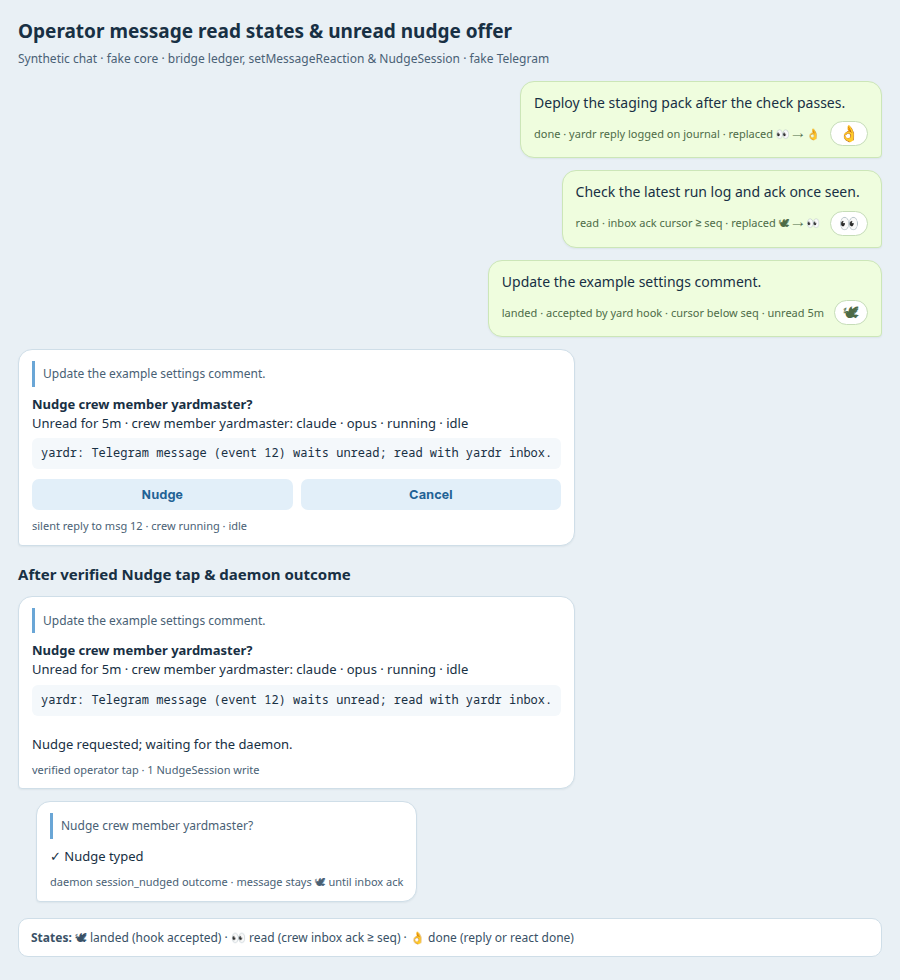 Operator message read states & unread nudge offer
Synthetic chat · fake core · bridge ledger, setMessageReaction & NudgeSession · fake Telegram
Deploy the staging pack after the check passes.
done · yardr reply logged on journal · replaced 👀 → 👌 👌
Check the latest run log and ack once seen.
read · inbox ack cursor ≥ seq · replaced 🕊 → 👀 👀
Update the example settings comment.
landed · accepted by yard hook · cursor below seq · unread 5m 🕊
Update the example settings comment.
Nudge crew member yardmaster?
Unread for 5m · crew member yardmaster: claude · opus · running · idle
yardr: Telegram message (event 12) waits unread; read with yardr inbox.
Nudge Cancel
silent reply to msg 12 · crew running · idle
After verified Nudge tap & daemon outcome
Update the example settings comment.
Nudge crew member yardmaster?
Unread for 5m · crew member yardmaster: claude · opus · running · idle
yardr: Telegram message (event 12) waits unread; read with yardr inbox.
Nudge requested; waiting for the daemon.
verified operator tap · 1 NudgeSession write
Nudge crew member yardmaster?
✓ Nudge typed
daemon session_nudged outcome · message stays 🕊 until inbox ack
States: 🕊 landed (hook accepted) · 👀 read (crew inbox ack ≥ seq) · 👌 done (reply or react done)